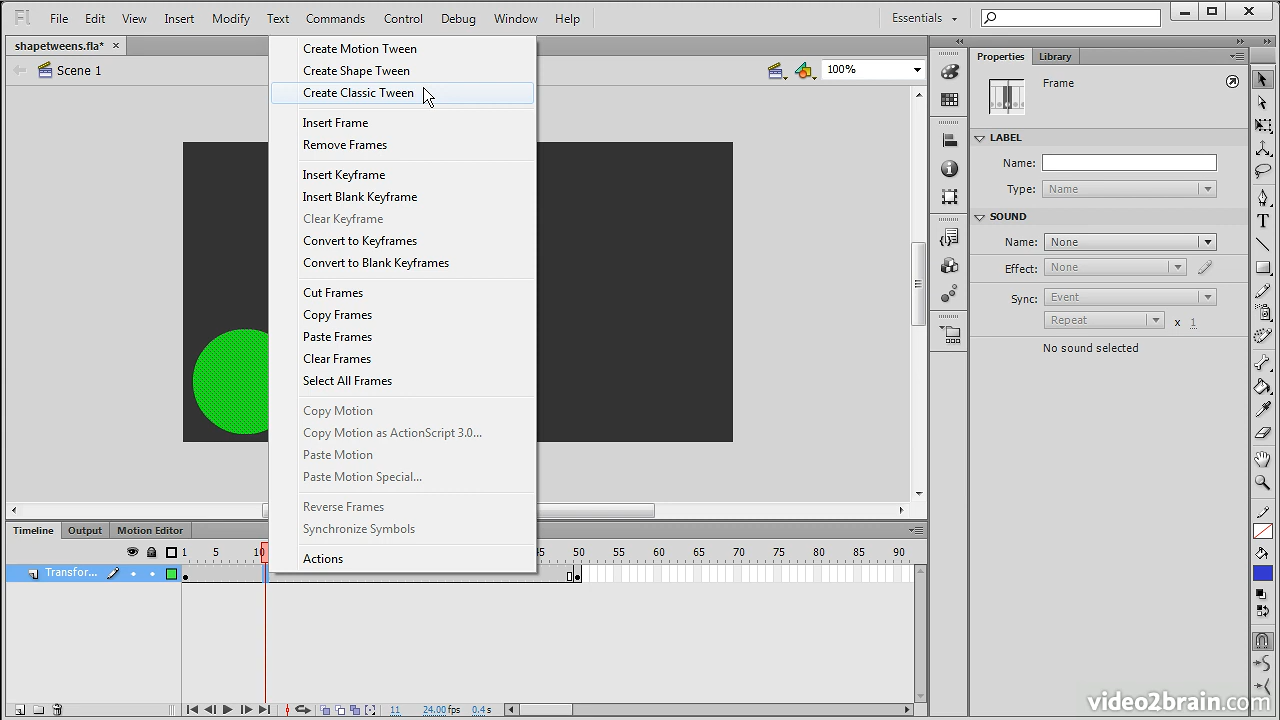 Fl File Edit View Insert Modify Text Commands Control Debug Window Help Essentials
shapetweens.fla* ×
Scene 1
100%
Create Motion Tween
Create Shape Tween
Create Classic Tween
Insert Frame
Remove Frames
Insert Keyframe
Insert Blank Keyframe
Clear Keyframe
Convert to Keyframes
Convert to Blank Keyframes
Cut Frames
Copy Frames
Paste Frames
Clear Frames
Select All Frames
Copy Motion
Copy Motion as ActionScript 3.0...
Paste Motion
Paste Motion Special...
Reverse Frames
Synchronize Symbols
Actions
Properties Library
Frame
LABEL
Name:
Type: Name
SOUND
Name: None
Effect: None
Sync: Event
Repeat x 1
No sound selected
T
Timeline Output Motion Editor
1 5 10 45 50 55 60 65 70 75 80 85 90
Transfor...
11 24.00 fps 0.4 s
video2brain.com